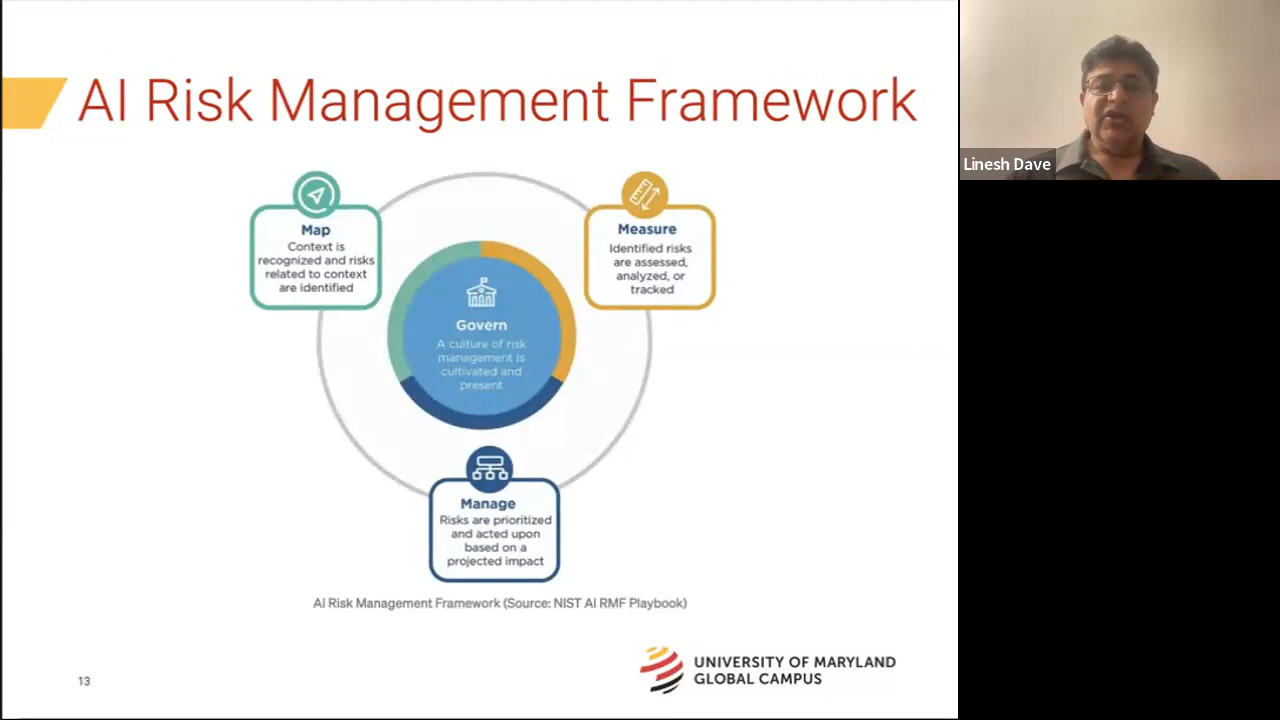 AI Risk Management Framework
Linesh Dave
Map
Context is
recognized and risks
related to context
are identified
Measure
Identified risks
are assessed,
analyzed, or
tracked
Govern
A culture of risk
management is
cultivated and
present
Manage
Risks are prioritized
and acted upon
based on a
projected impact
AI Risk Management Framework (Source: NIST AI RMF Playbook)
UNIVERSITY OF MARYLAND
GLOBAL CAMPUS
13